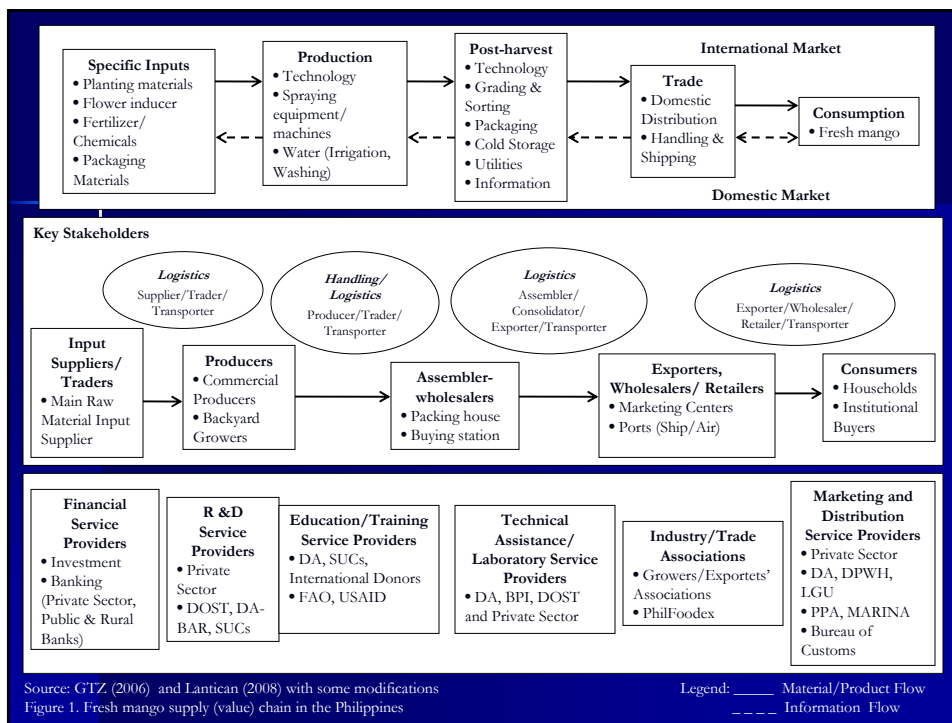 Specific Inputs
• Planting materials
• Flower inducer
• Fertilizer/
Chemicals
• Packaging
Materials
Production
• Technology
• Spraying
equipment/
machines
• Water (Irrigation,
Washing)
Post-harvest
• Technology
• Grading &
Sorting
• Packaging
• Cold Storage
• Utilities
• Information
International Market
Trade
• Domestic
Distribution
• Handling &
Shipping
Consumption
• Fresh mango
Domestic Market
Key Stakeholders
Logistics
Supplier/Trader/
Transporter
Handling/
Logistics
Producer/Trader/
Transporter
Logistics
Assembler/
Consolidator/
Exporter/Transporter
Logistics
Exporter/Wholesaler/
Retailer/Transporter
Input
Suppliers/
Traders
• Main Raw
Material Input
Supplier
Producers
• Commercial
Producers
• Backyard
Growers
Assembler-
wholesalers
• Packing house
• Buying station
Exporters,
Wholesalers/ Retailers
• Marketing Centers
• Ports (Ship/Air)
Consumers
• Households
• Institutional
Buyers
Financial
Service
Providers
• Investment
• Banking
(Private Sector,
Public & Rural
Banks)
R &D
Service
Providers
• Private
Sector
• DOST, DA-
BAR, SUCs
Education/Training
Service Providers
• DA, SUCs,
International Donors
• FAO, USAID
Technical
Assistance/
Laboratory Service
Providers
• DA, BPI, DOST
and Private Sector
Industry/Trade
Associations
• Growers/Exportets'
Associations
• PhilFoodex
Marketing and
Distribution
Service Providers
• Private Sector
• DA, DPWH,
LGU
• PPA, MARINA
• Bureau of
Customs
Source: GTZ (2006) and Lantican (2008) with some modifications
Figure 1. Fresh mango supply (value) chain in the Philippines
Legend: _____ Material/Product Flow
_ _ _ _ Information Flow